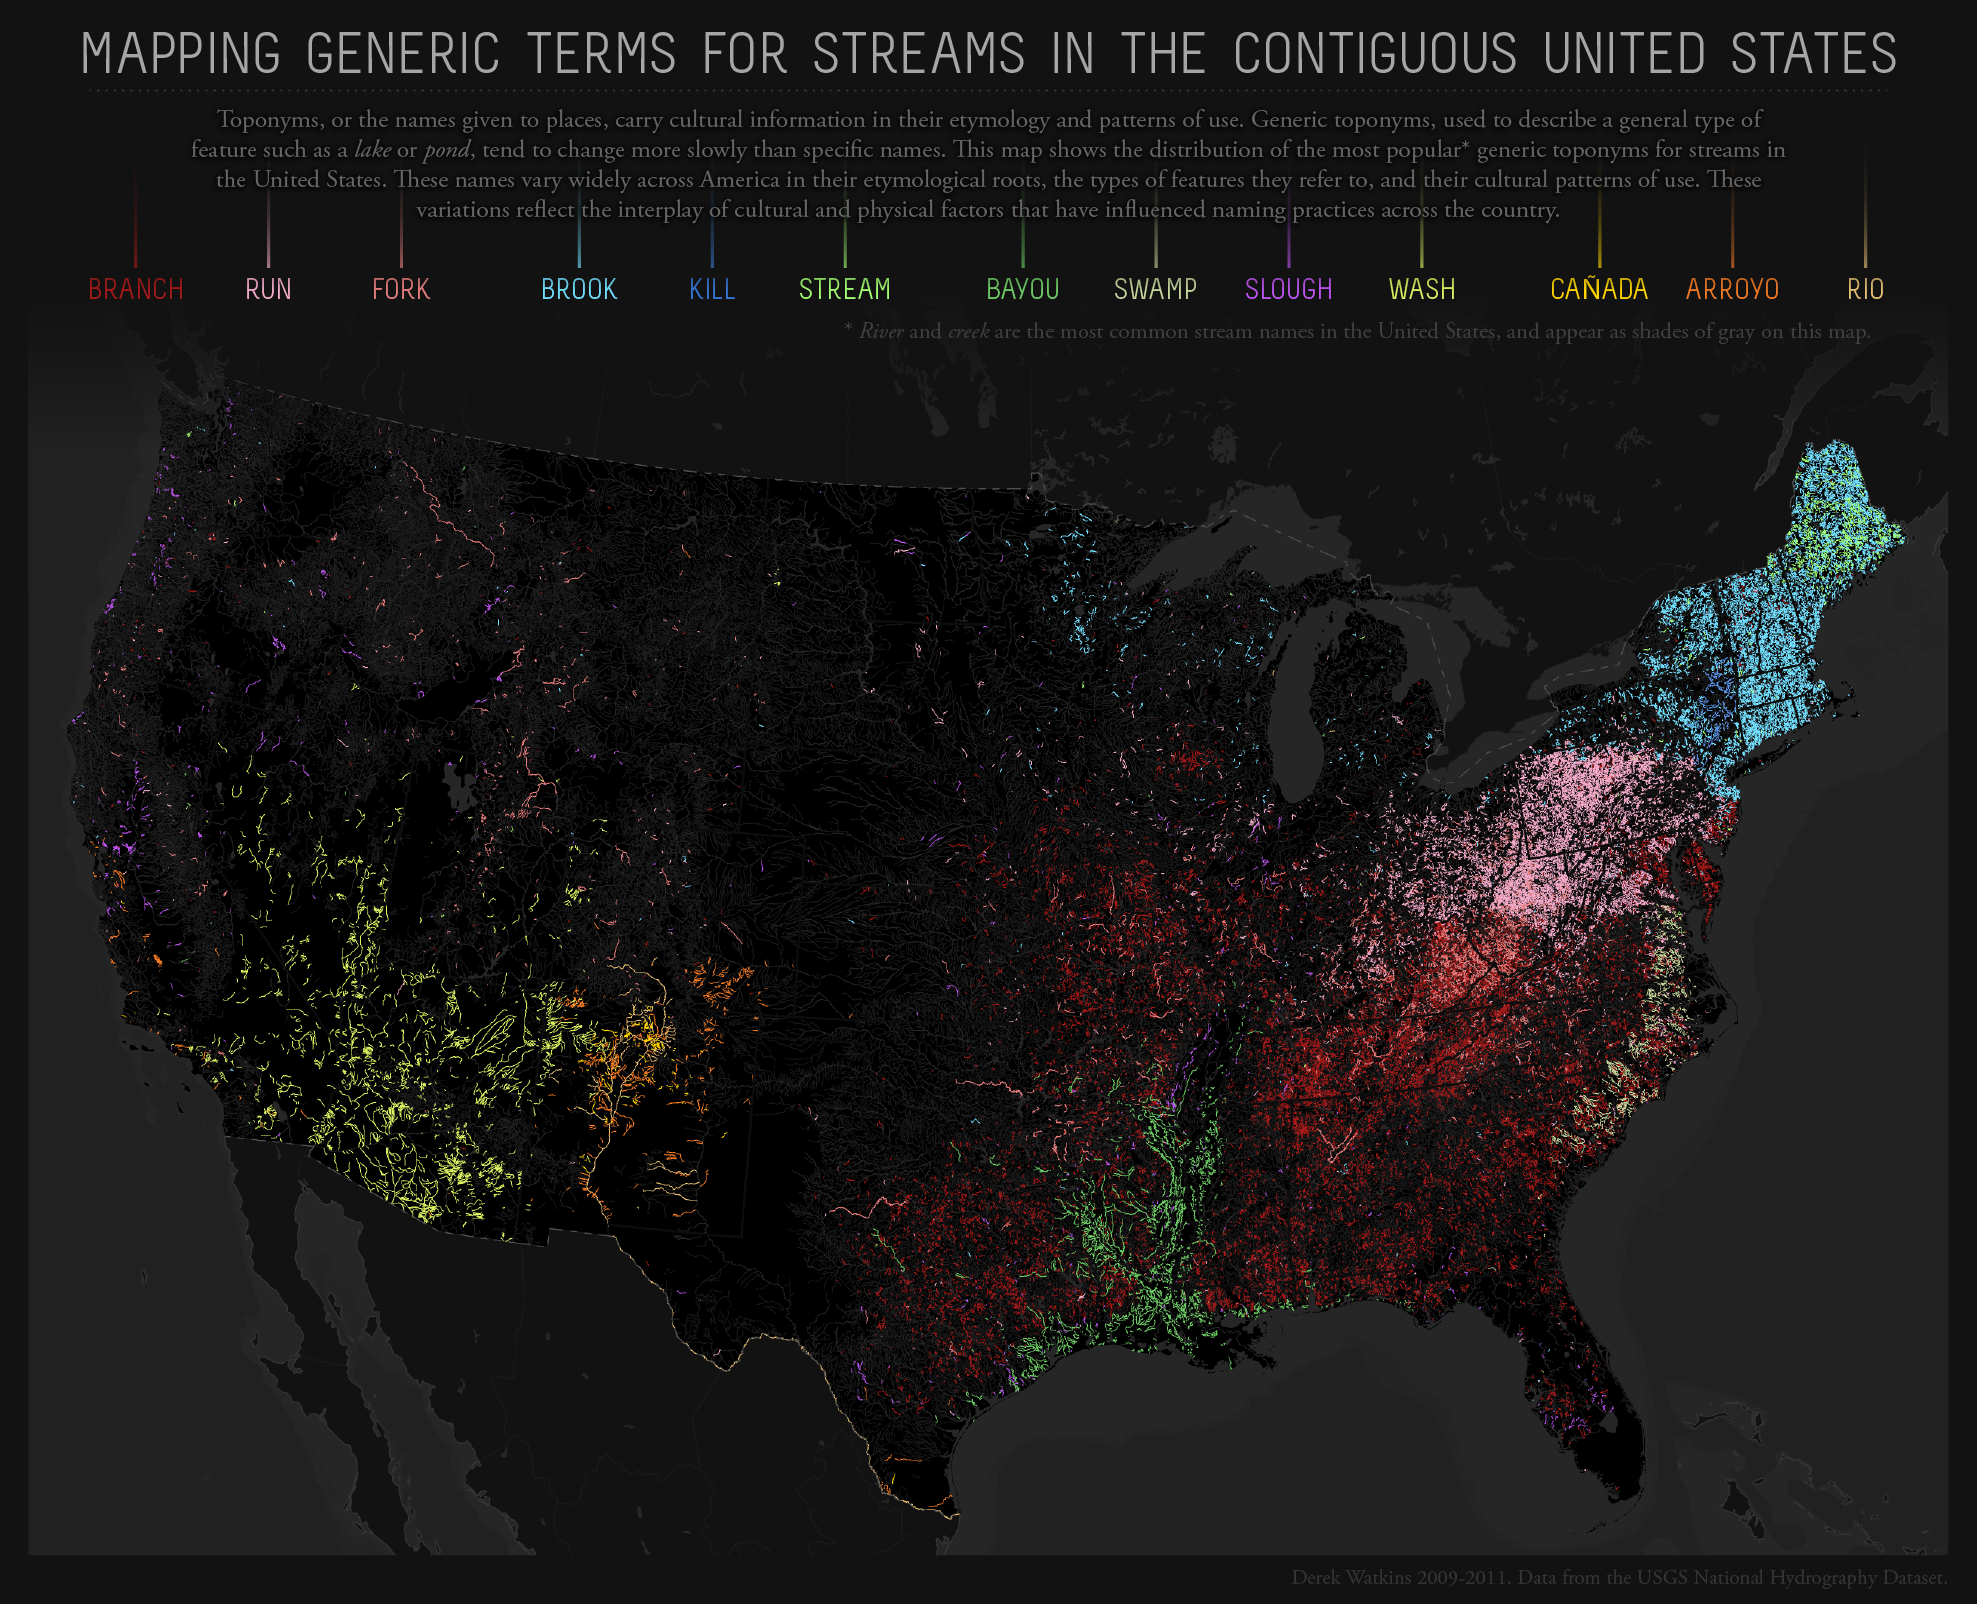 MAPPING GENERIC TERMS FOR STREAMS IN THE CONTIGUOUS UNITED STATES
Toponyms, or the names given to places, carry cultural information in their etymology and patterns of use. Generic toponyms, used to describe a general type of
feature such as a lake or pond, tend to change more slowly than specific names. This map shows the distribution of the most popular* generic toponyms for streams in
the United States. These names vary widely across America in their etymological roots, the types of features they refer to, and their cultural patterns of use. These
variations reflect the interplay of cultural and physical factors that have influenced naming practices across the country.
BRANCH RUN FORK BROOK KILL STREAM BAYOU SWAMP SLOUGH WASH CAÑADA ARROYO RIO
* River and creek are the most common stream names in the United States, and appear as shades of gray on this map.
Derek Watkins 2009-2011. Data from the USGS National Hydrography Dataset.